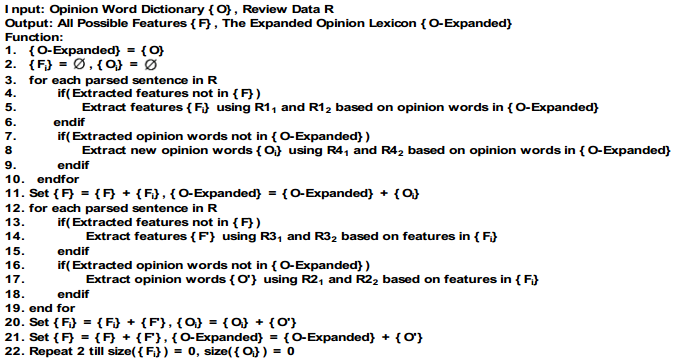 Input: Opinion Word Dictionary {O}, Review Data R
Output: All Possible Features {F}, The Expanded Opinion Lexicon {O-Expanded}
Function:
1. {O-Expanded} = {O}
2. {Fᵢ} = ∅, {Oᵢ} = ∅
3. for each parsed sentence in R
4. if(Extracted features not in {F})
5. Extract features {Fᵢ} using R1₁ and R1₂ based on opinion words in {O-Expanded}
6. endif
7. if(Extracted opinion words not in {O-Expanded})
8 Extract new opinion words {Oᵢ} using R4₁ and R4₂ based on opinion words in {O-Expanded}
9. endif
10. endfor
11. Set {F} = {F} + {Fᵢ}, {O-Expanded} = {O-Expanded} + {Oᵢ}
12. for each parsed sentence in R
13. if(Extracted features not in {F})
14. Extract features {F'} using R3₁ and R3₂ based on features in {Fᵢ}
15. endif
16. if(Extracted opinion words not in {O-Expanded})
17. Extract opinion words {O'} using R2₁ and R2₂ based on features in {Fᵢ}
18. endif
19. end for
20. Set {Fᵢ} = {Fᵢ} + {F'}, {Oᵢ} = {Oᵢ} + {O'}
21. Set {F} = {F} + {F'}, {O-Expanded} = {O-Expanded} + {O'}
22. Repeat 2 till size({Fᵢ}) = 0, size({Oᵢ}) = 0